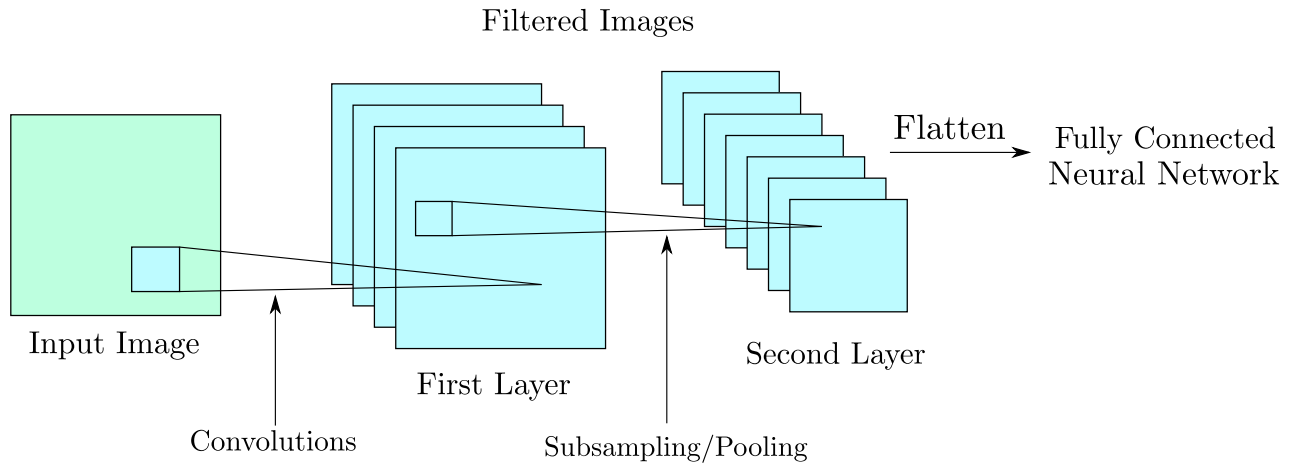 Filtered Images
Flatten
Fully Connected
Neural Network
Input Image
First Layer
Second Layer
Convolutions
Subsampling/Pooling